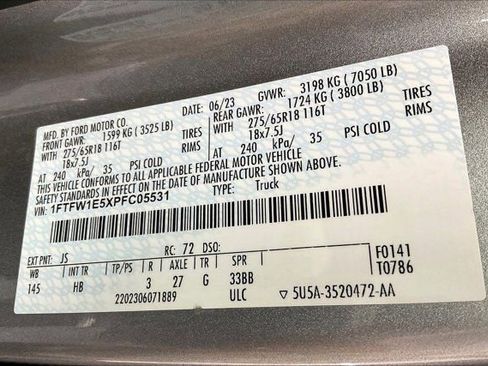 MFD. BY FORD MOTOR CO. DATE: 06/23 GVWR: 3198 KG ( 7050 LB)
FRONT GAWR: 1599 KG ( 3525 LB) REAR GAWR: 1724 KG ( 3800 LB)
WITH 275/65R18 116T TIRES WITH 275/65R18 116T TIRES
18x7.5J RIMS 18x7.5J RIMS
AT 240 kPa/ 35 PSI COLD AT 240 kPa/ 35 PSI COLD
THIS VEHICLE CONFORMS TO ALL APPLICABLE FEDERAL MOTOR VEHICLE
SAFETY STANDARDS IN EFFECT ON THE DATE OF MANUFACTURE SHOWN ABOVE.
VIN: 1FTFW1E5XPFC05531 TYPE: Truck
EXT PNT: JS RC: 72 DSO: F0141
WB INT TR TP/PS R AXLE TR SPR T0786
145 HB 3 27 G 33BB
2202306071889 ULC ▽ 5U5A-3520472-AA